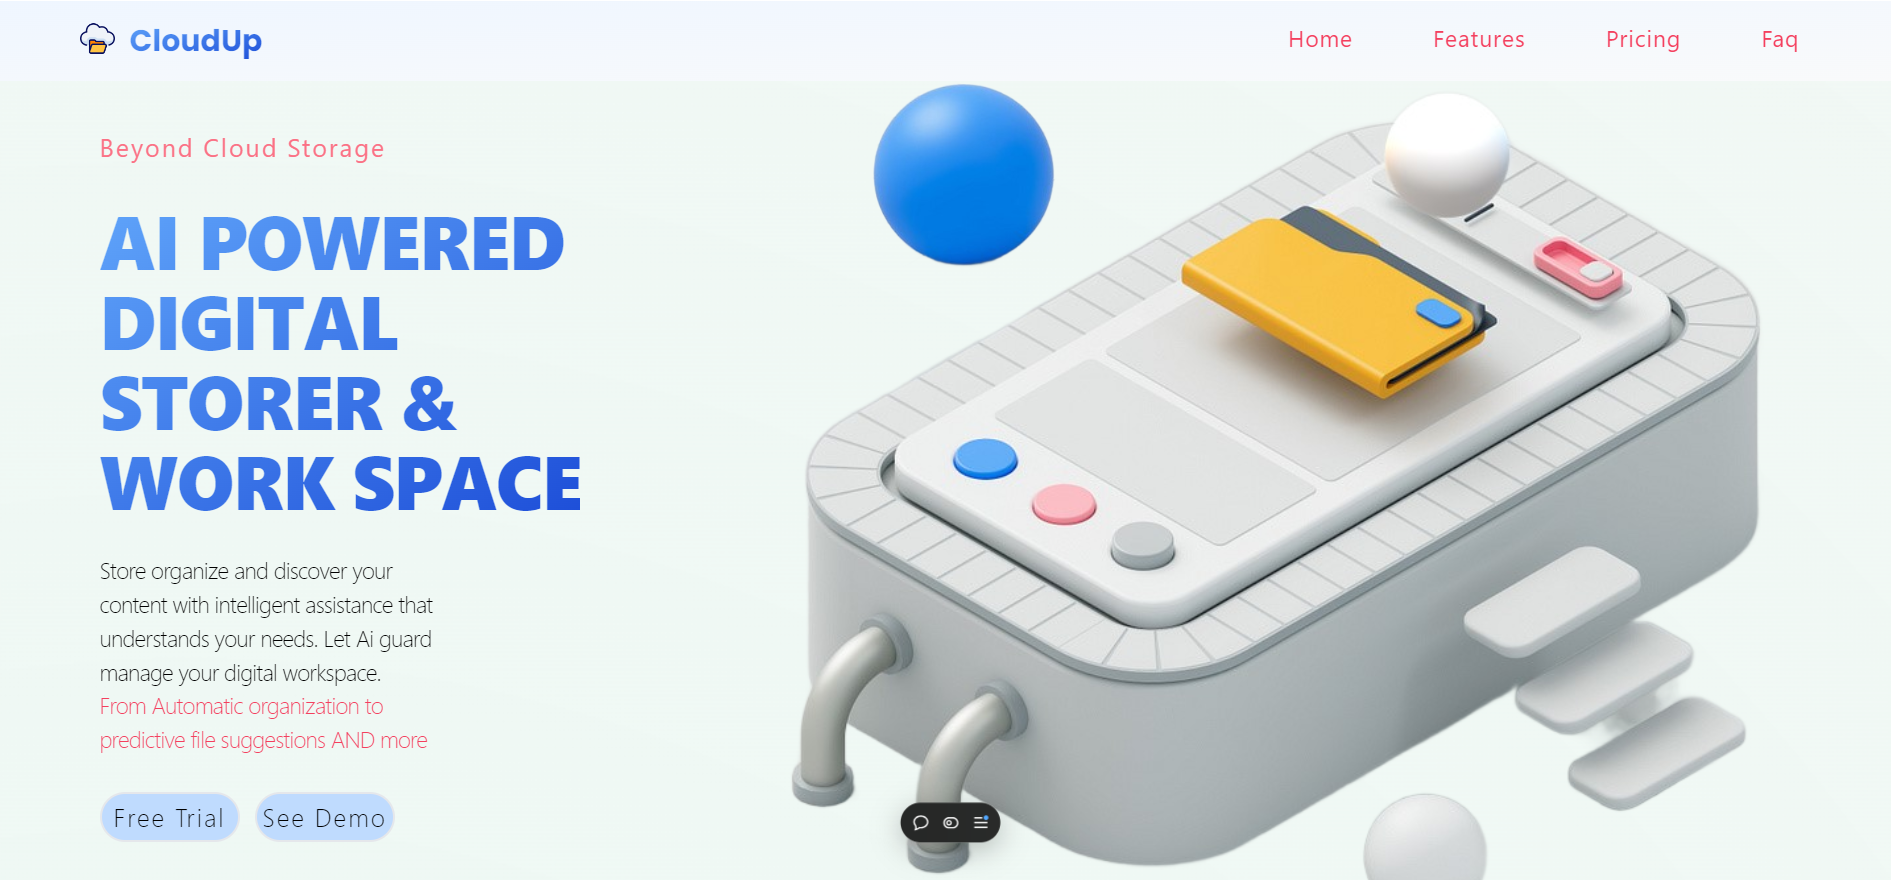 CloudUp
Home Features Pricing Faq
Beyond Cloud Storage
AI POWERED
DIGITAL
STORER &
WORK SPACE
Store organize and discover your
content with intelligent assistance that
understands your needs. Let Ai guard
manage your digital workspace.
From Automatic organization to
predictive file suggestions AND more
Free Trial See Demo